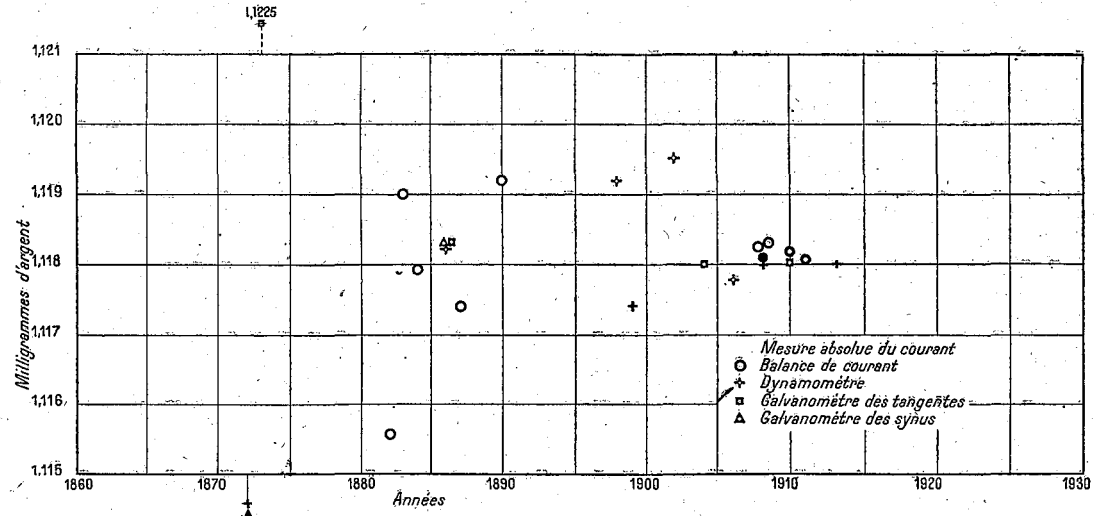 1,1225
1,121
1,120
1,119
1,118
1,117
1,116
1,115
Milligrammes d'argent
Mesure absolue du courant
Balance de courant
Dynamomètre
Galvanomètre des tangentes
Galvanomètre des synus
1860 1870 1880 1890 1900 1910 1920 1930
Années